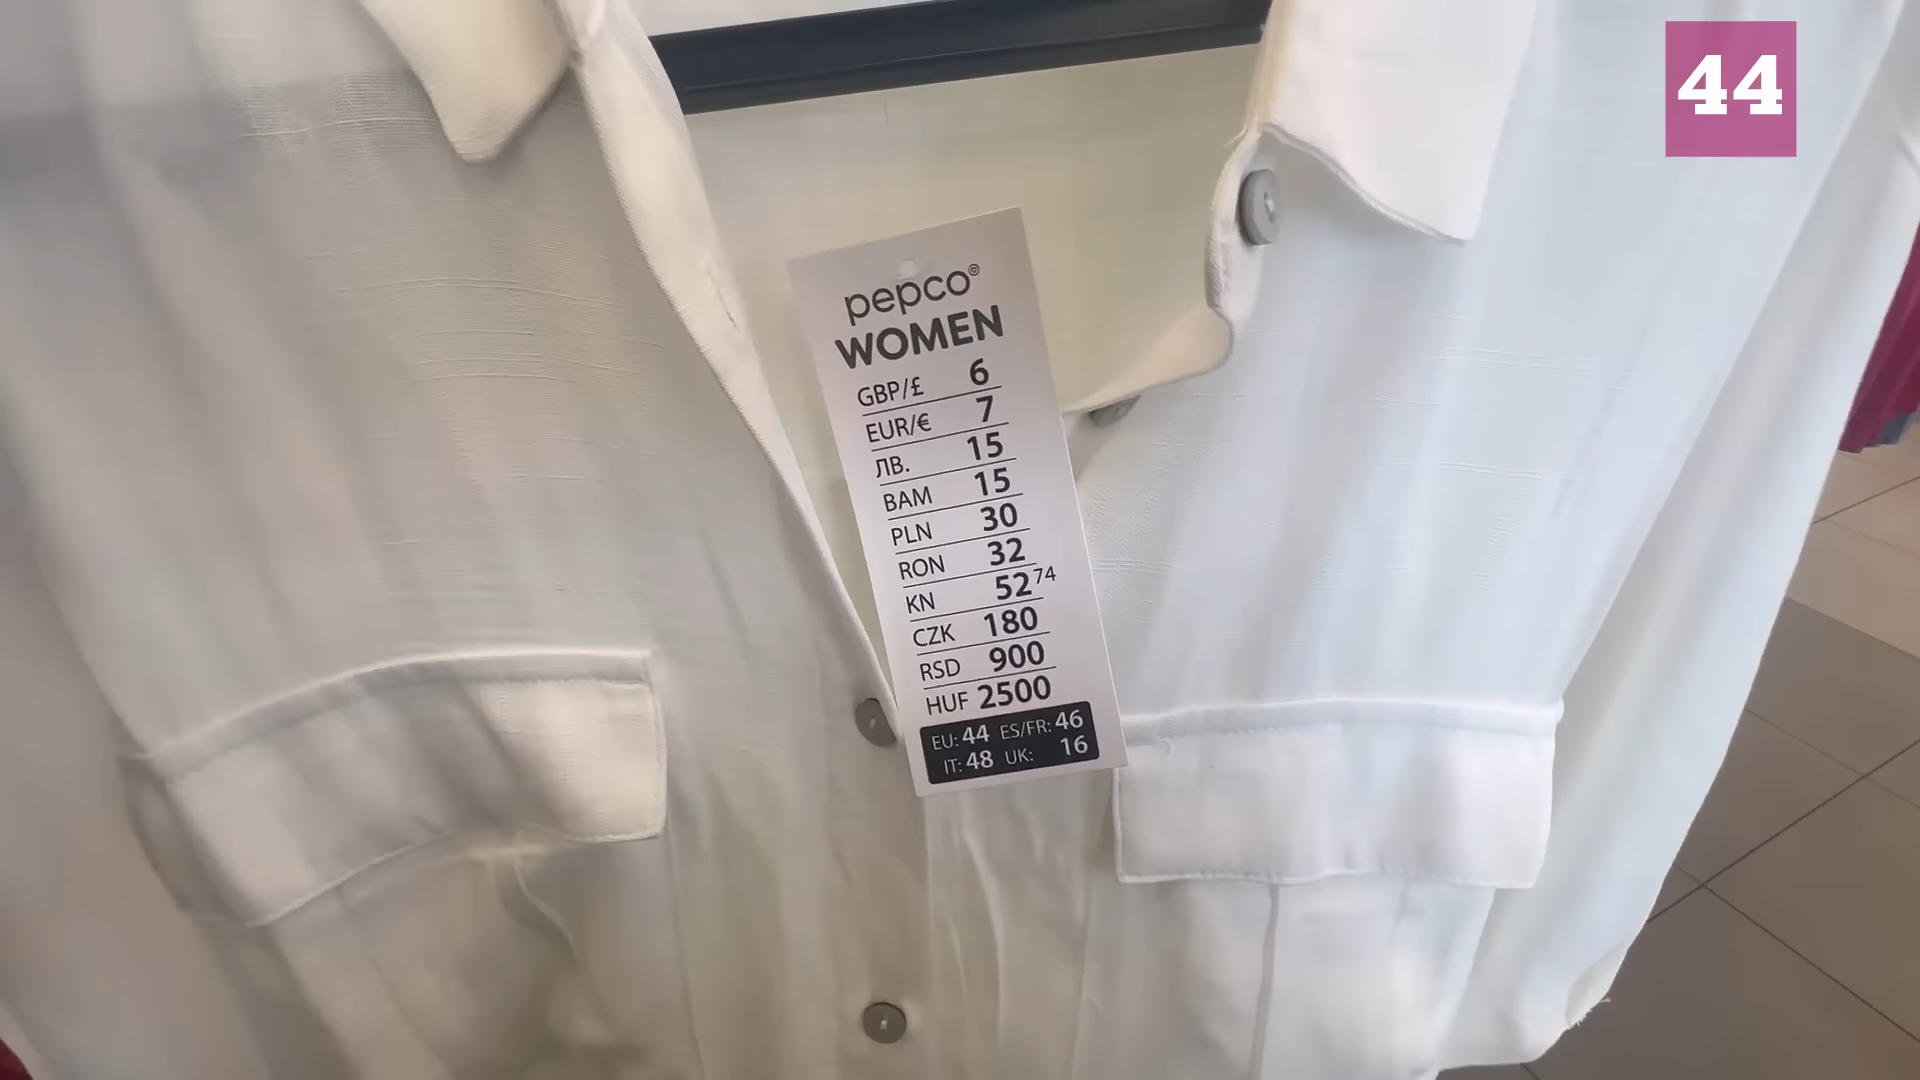 44
pepco©
WOMEN
GBP/£ 6
EUR/€ 7
ЛВ. 15
BAM 15
PLN 30
RON 32
KN 52 74
CZK 180
RSD 900
HUF 2500
EU: 44 ES/FR: 46
IT: 48 UK: 16